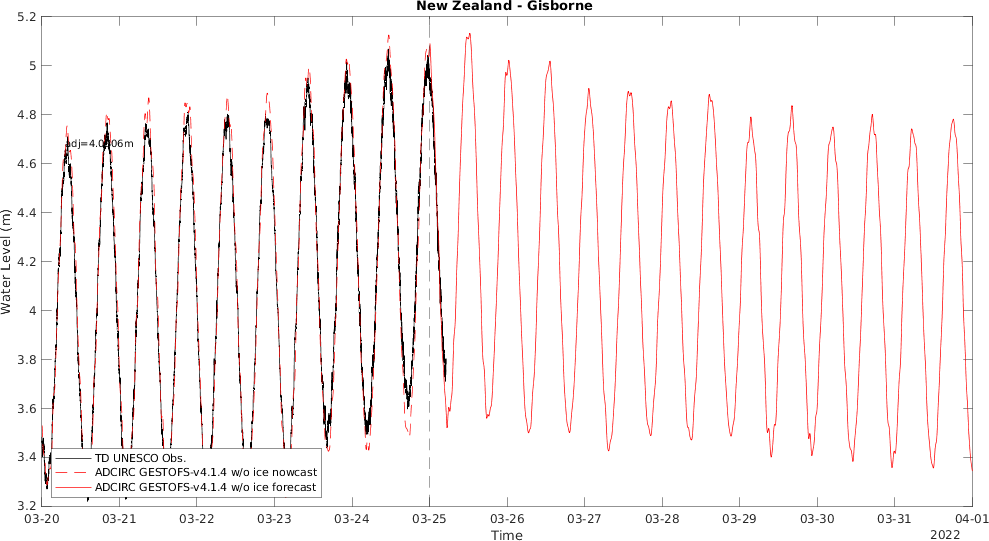 New Zealand - Gisborne
5.2
5
4.8
4.6
4.4
4.2
4
3.8
3.6
3.4
3.2
Water Level (m)
TD UNESCO Obs.
ADCIRC GESTOFS-v4.1.4 w/o ice nowcast
ADCIRC GESTOFS-v4.1.4 w/o ice forecast
03-20 03-21 03-22 03-23 03-24 03-25 03-26 03-27 03-28 03-29 03-30 03-31 04-01
Time
2022